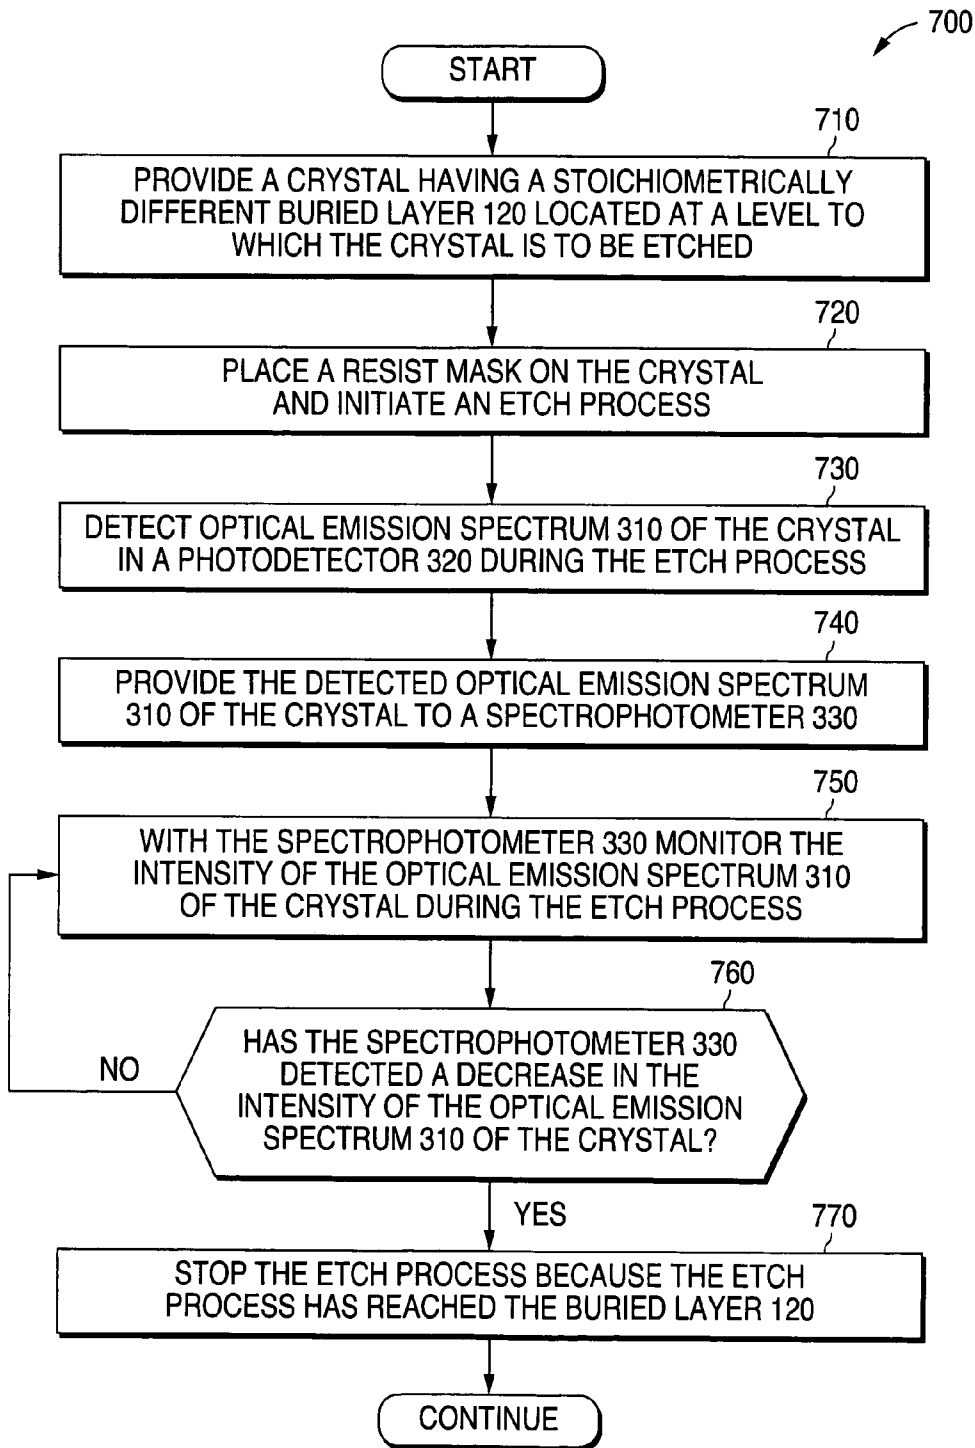 700
START
710
PROVIDE A CRYSTAL HAVING A STOICHIOMETRICALLY
DIFFERENT BURIED LAYER 120 LOCATED AT A LEVEL TO
WHICH THE CRYSTAL IS TO BE ETCHED
720
PLACE A RESIST MASK ON THE CRYSTAL
AND INITIATE AN ETCH PROCESS
730
DETECT OPTICAL EMISSION SPECTRUM 310 OF THE CRYSTAL
IN A PHOTODETECTOR 320 DURING THE ETCH PROCESS
740
PROVIDE THE DETECTED OPTICAL EMISSION SPECTRUM
310 OF THE CRYSTAL TO A SPECTROPHOTOMETER 330
750
WITH THE SPECTROPHOTOMETER 330 MONITOR THE
INTENSITY OF THE OPTICAL EMISSION SPECTRUM 310
OF THE CRYSTAL DURING THE ETCH PROCESS
760
HAS THE SPECTROPHOTOMETER 330
DETECTED A DECREASE IN THE
INTENSITY OF THE OPTICAL EMISSION
SPECTRUM 310 OF THE CRYSTAL?
NO
YES
770
STOP THE ETCH PROCESS BECAUSE THE ETCH
PROCESS HAS REACHED THE BURIED LAYER 120
CONTINUE